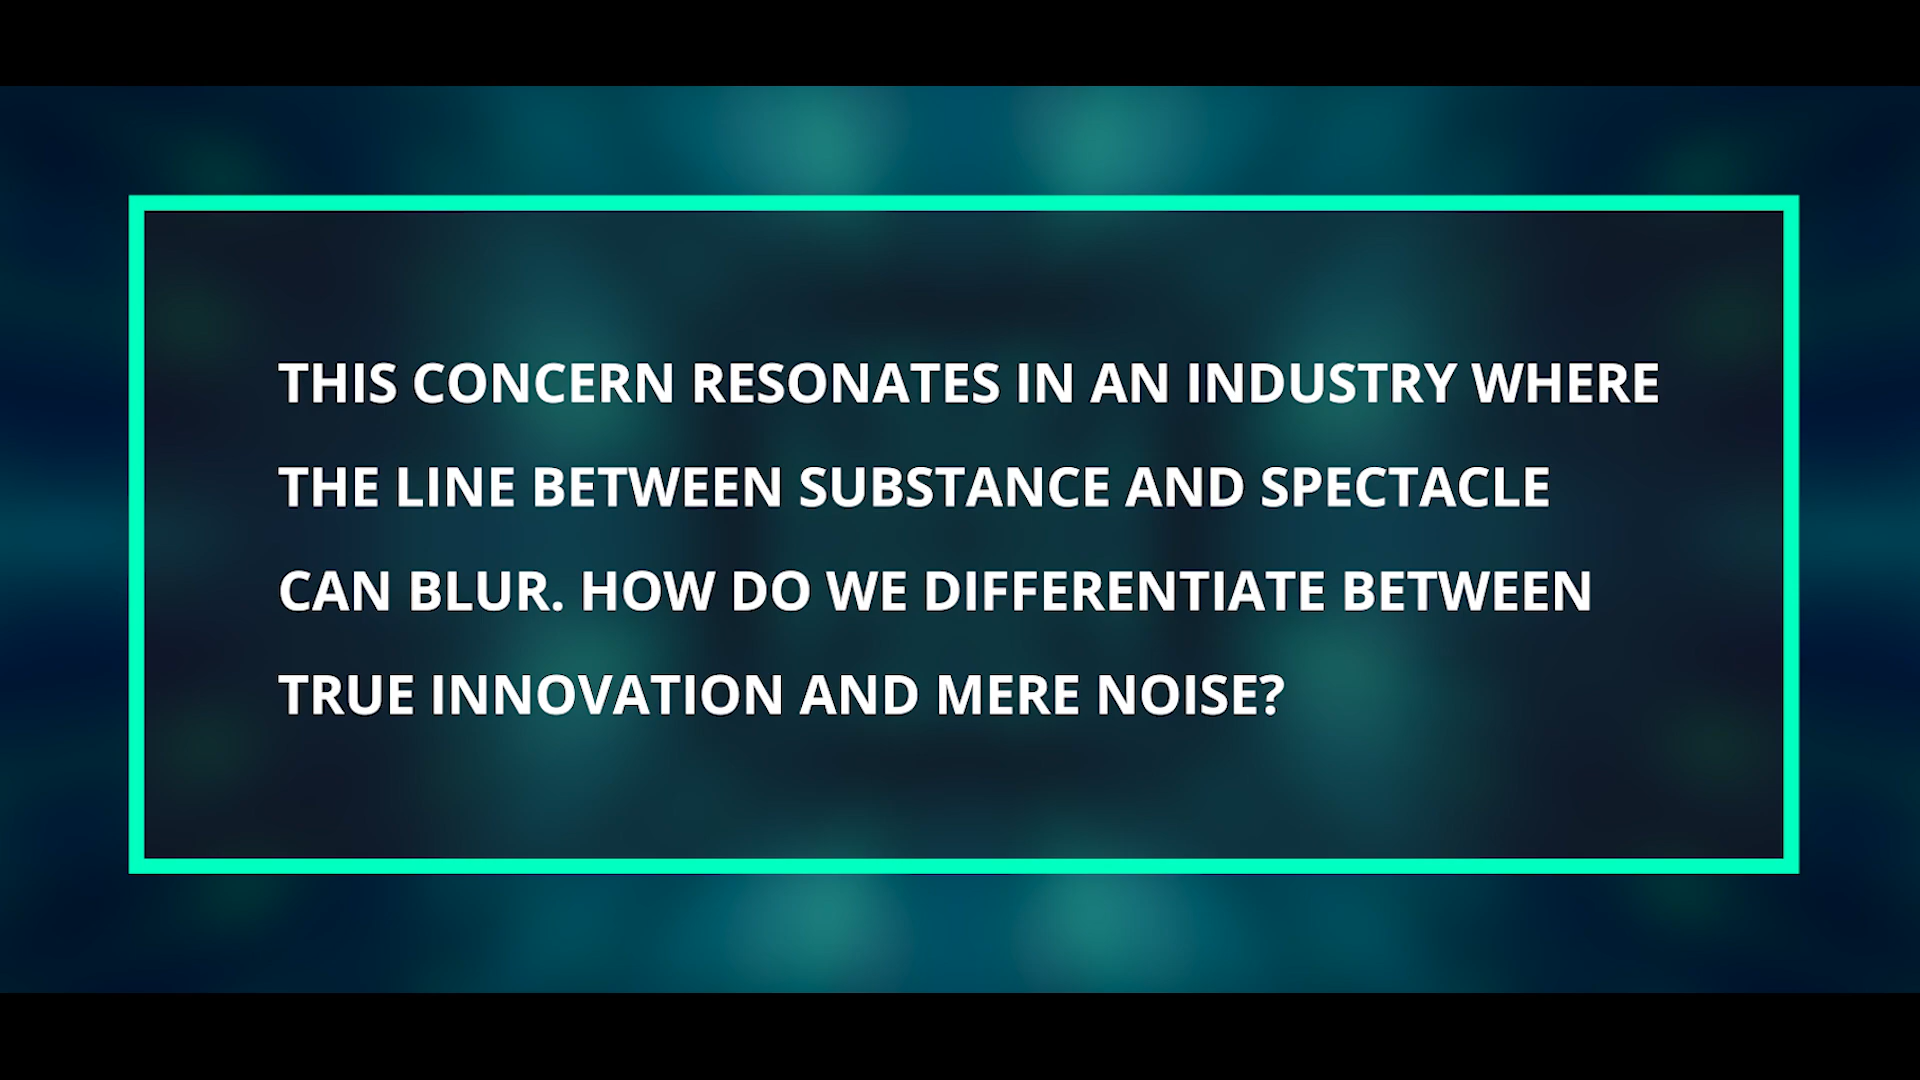 THIS CONCERN RESONATES IN AN INDUSTRY WHERE
THE LINE BETWEEN SUBSTANCE AND SPECTACLE
CAN BLUR. HOW DO WE DIFFERENTIATE BETWEEN
TRUE INNOVATION AND MERE NOISE?